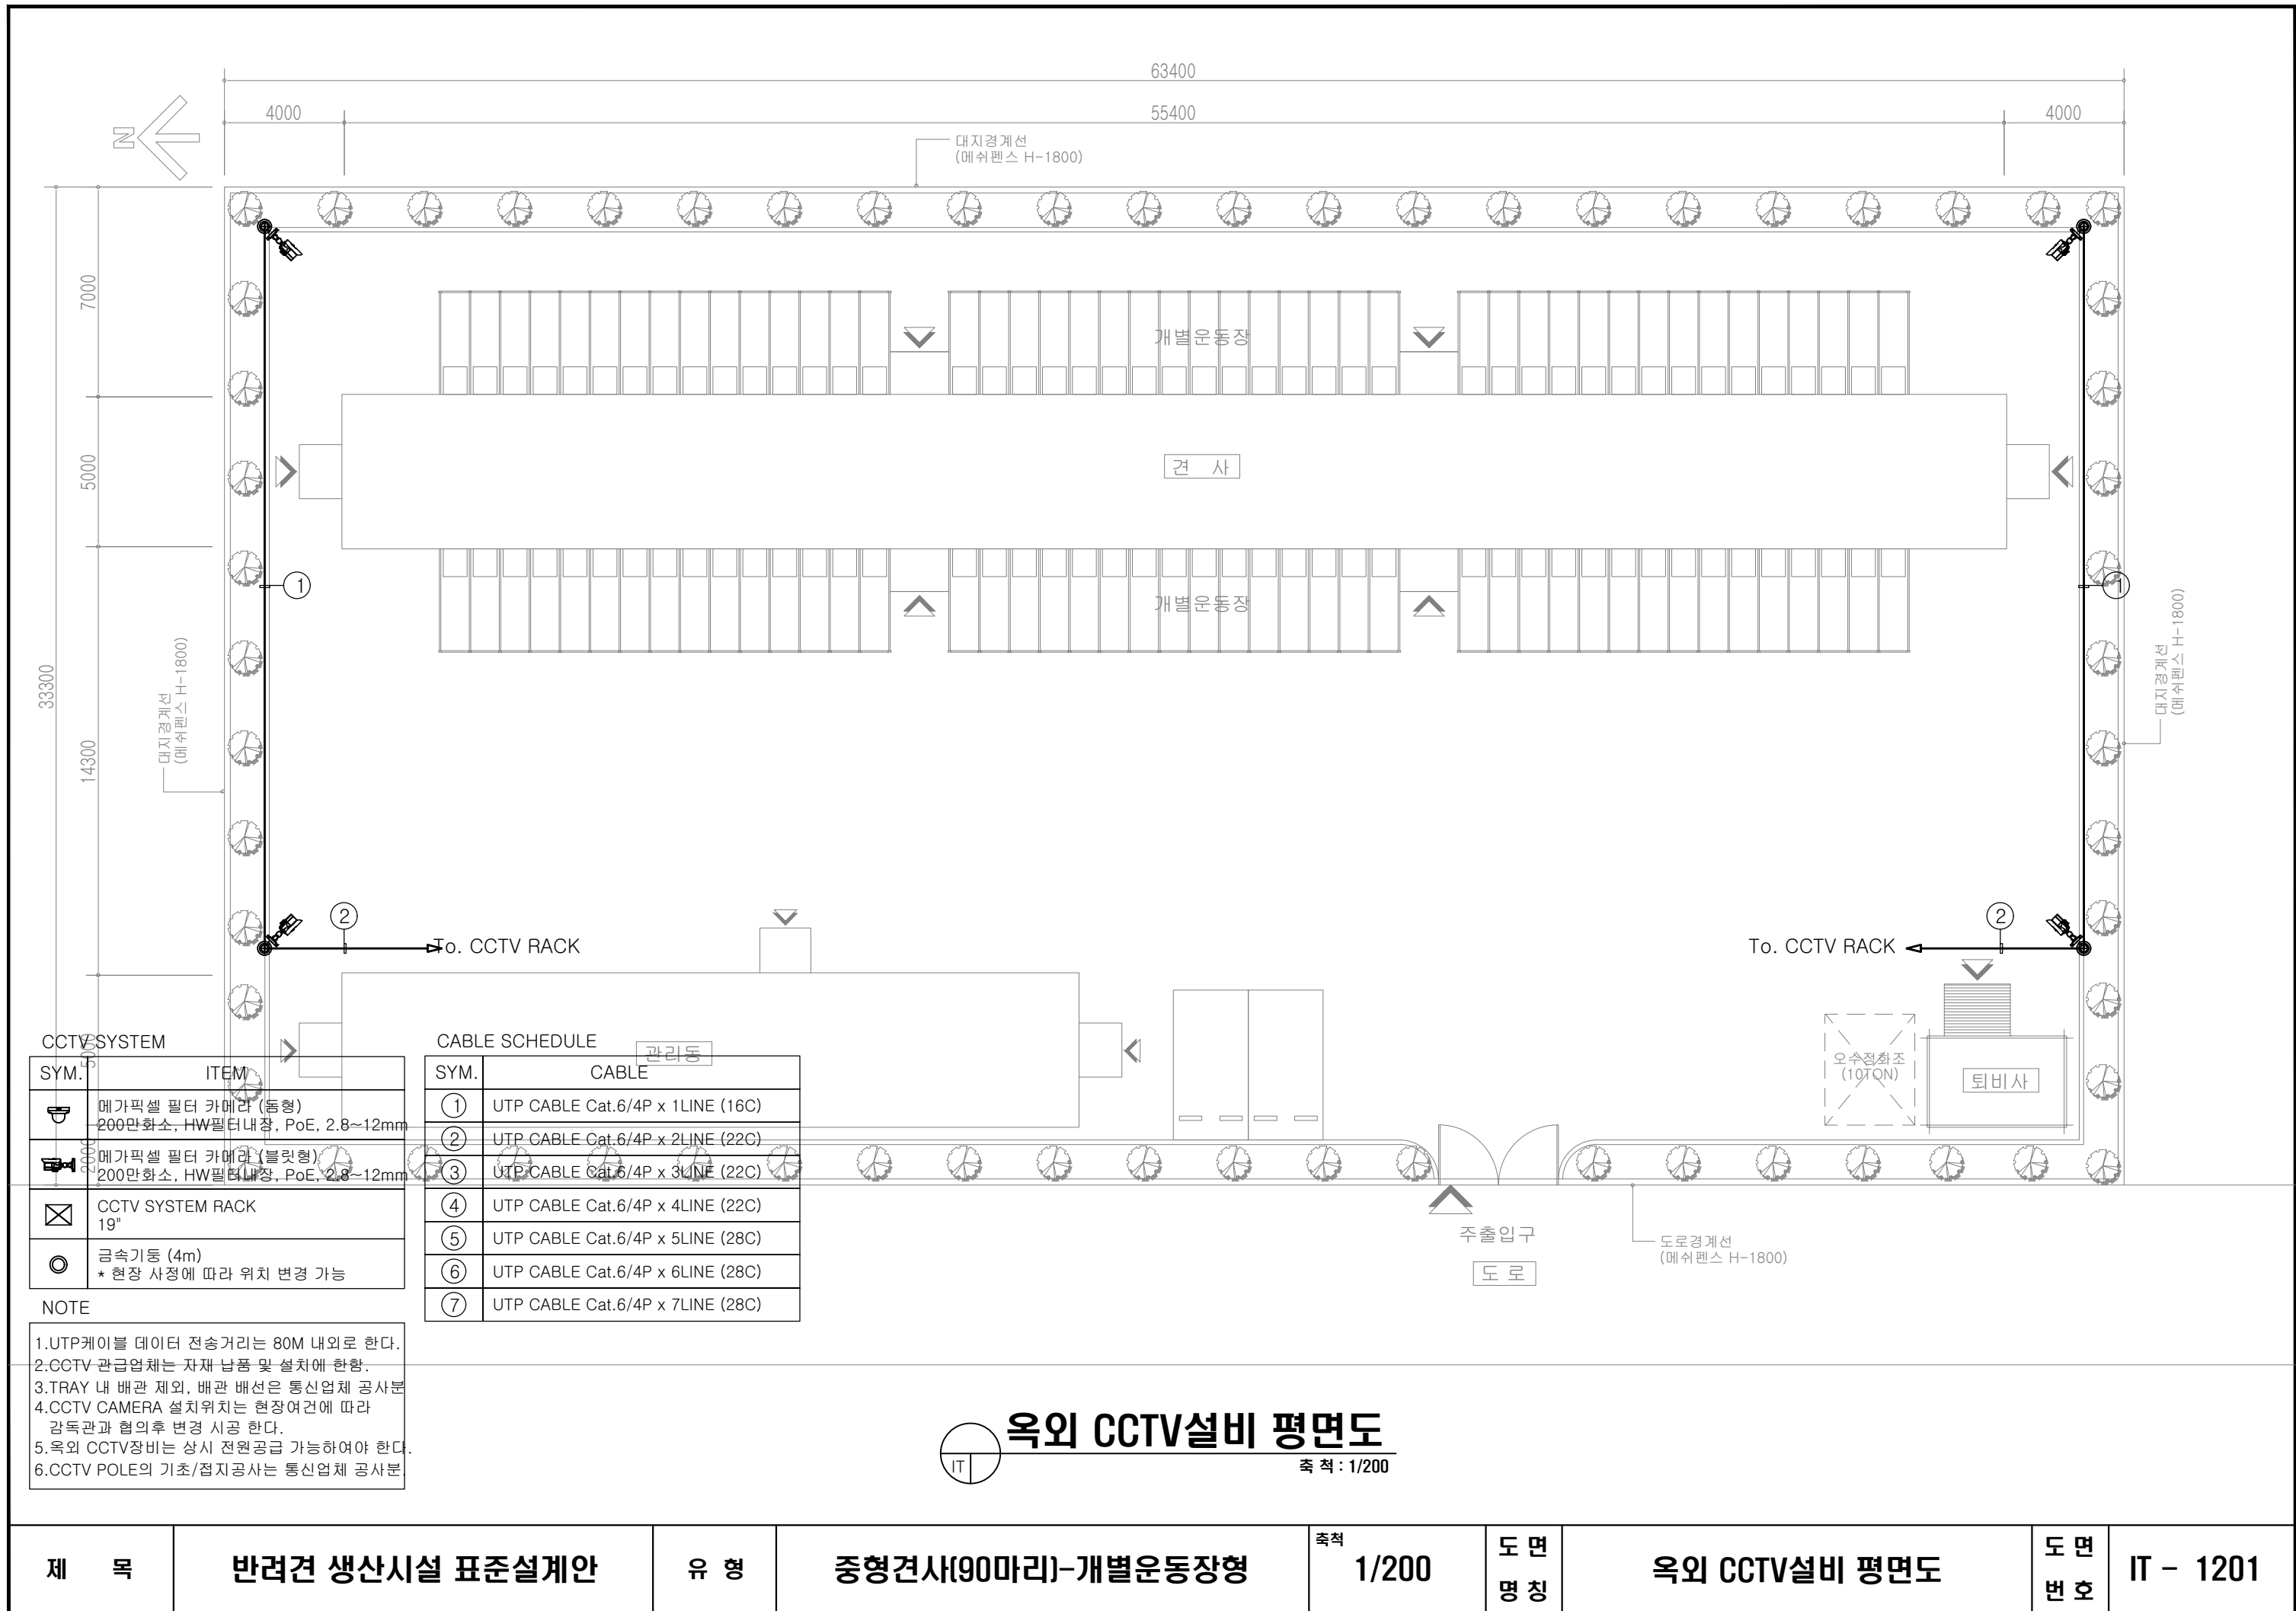 63400
4000
55400
4000
N
대지경계선
(메쉬펜스 H-1800)
7000
5000
33300
14300
5000
2000
개별운동장
견 사
개별운동장
1
1
대지경계선
(메쉬펜스 H-1800)
대지경계선
(메쉬펜스 H-1800)
2
To. CCTV RACK
2
To. CCTV RACK
관리동
오수정화조
(10TON)
퇴비사
주출입구
도 로
도로경계선
(메쉬펜스 H-1800)
CCTV SYSTEM
SYM. ITEM
메가픽셀 필터 카메라 (돔형)
200만화소, HW필터내장, PoE, 2.8~12mm
메가픽셀 필터 카메라 (블릿형)
200만화소, HW필터내장, PoE, 2.8~12mm
CCTV SYSTEM RACK
19"
금속기둥 (4m)
* 현장 사정에 따라 위치 변경 가능
CABLE SCHEDULE
SYM. CABLE
1 UTP CABLE Cat.6/4P x 1LINE (16C)
2 UTP CABLE Cat.6/4P x 2LINE (22C)
3 UTP CABLE Cat.6/4P x 3LINE (22C)
4 UTP CABLE Cat.6/4P x 4LINE (22C)
5 UTP CABLE Cat.6/4P x 5LINE (28C)
6 UTP CABLE Cat.6/4P x 6LINE (28C)
7 UTP CABLE Cat.6/4P x 7LINE (28C)
NOTE
1.UTP케이블 데이터 전송거리는 80M 내외로 한다.
2.CCTV 관급업체는 자재 납품 및 설치에 한함.
3.TRAY 내 배관 제외, 배관 배선은 통신업체 공사분
4.CCTV CAMERA 설치위치는 현장여건에 따라
감독관과 협의후 변경 시공 한다.
5.옥외 CCTV장비는 상시 전원공급 가능하여야 한다.
6.CCTV POLE의 기초/접지공사는 통신업체 공사분.
옥외 CCTV설비 평면도
IT
축 척 : 1/200
제 목
반려견 생산시설 표준설계안
유 형
중형견사(90마리)-개별운동장형
축척
1/200
도 면
명 칭
옥외 CCTV설비 평면도
도 면
번 호
IT - 1201